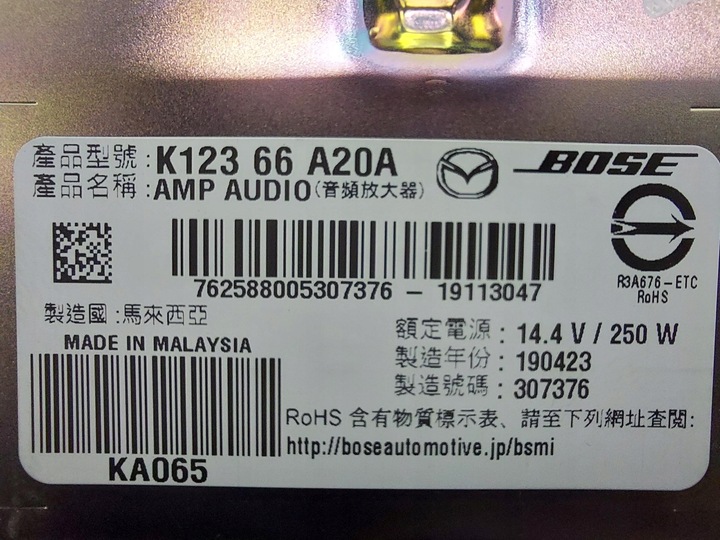 產品型號:K123 66 A20A
產品名稱:AMP AUDIO(音頻放大器)
BOSE
R3A676-ETC
RoHS
762588005307376 - 19113047
製造國:馬來西亞
MADE IN MALAYSIA
額定電源: 14.4 V / 250 W
製造年份: 190423
製造號碼: 307376
RoHS 含有物質標示表、請至下列網址查閱:
http://boseautomotive.jp/bsmi
KA065